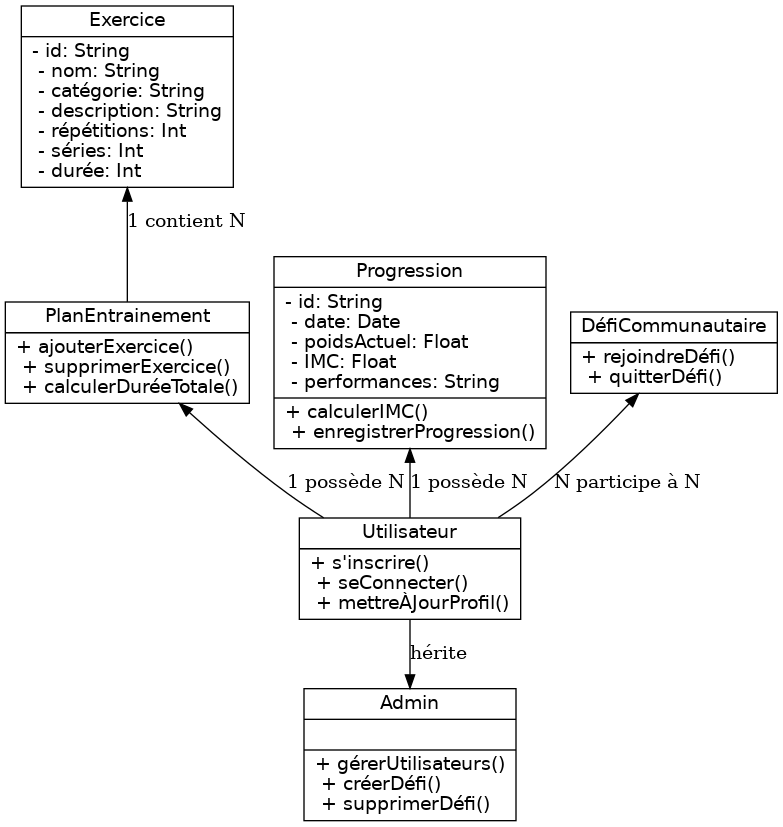 Exercice
- id: String
- nom: String
- catégorie: String
- description: String
- répétitions: Int
- séries: Int
- durée: Int
1 contient N
PlanEntrainement
+ ajouterExercice()
+ supprimerExercice()
+ calculerDuréeTotale()
Progression
- id: String
- date: Date
- poidsActuel: Float
- IMC: Float
- performances: String
+ calculerIMC()
+ enregistrerProgression()
DéfiCommunautaire
+ rejoindreDéfi()
+ quitterDéfi()
1 possède N
1 possède N
N participe à N
Utilisateur
+ s'inscrire()
+ seConnecter()
+ mettreÀJourProfil()
hérite
Admin
+ gérerUtilisateurs()
+ créerDéfi()
+ supprimerDéfi()